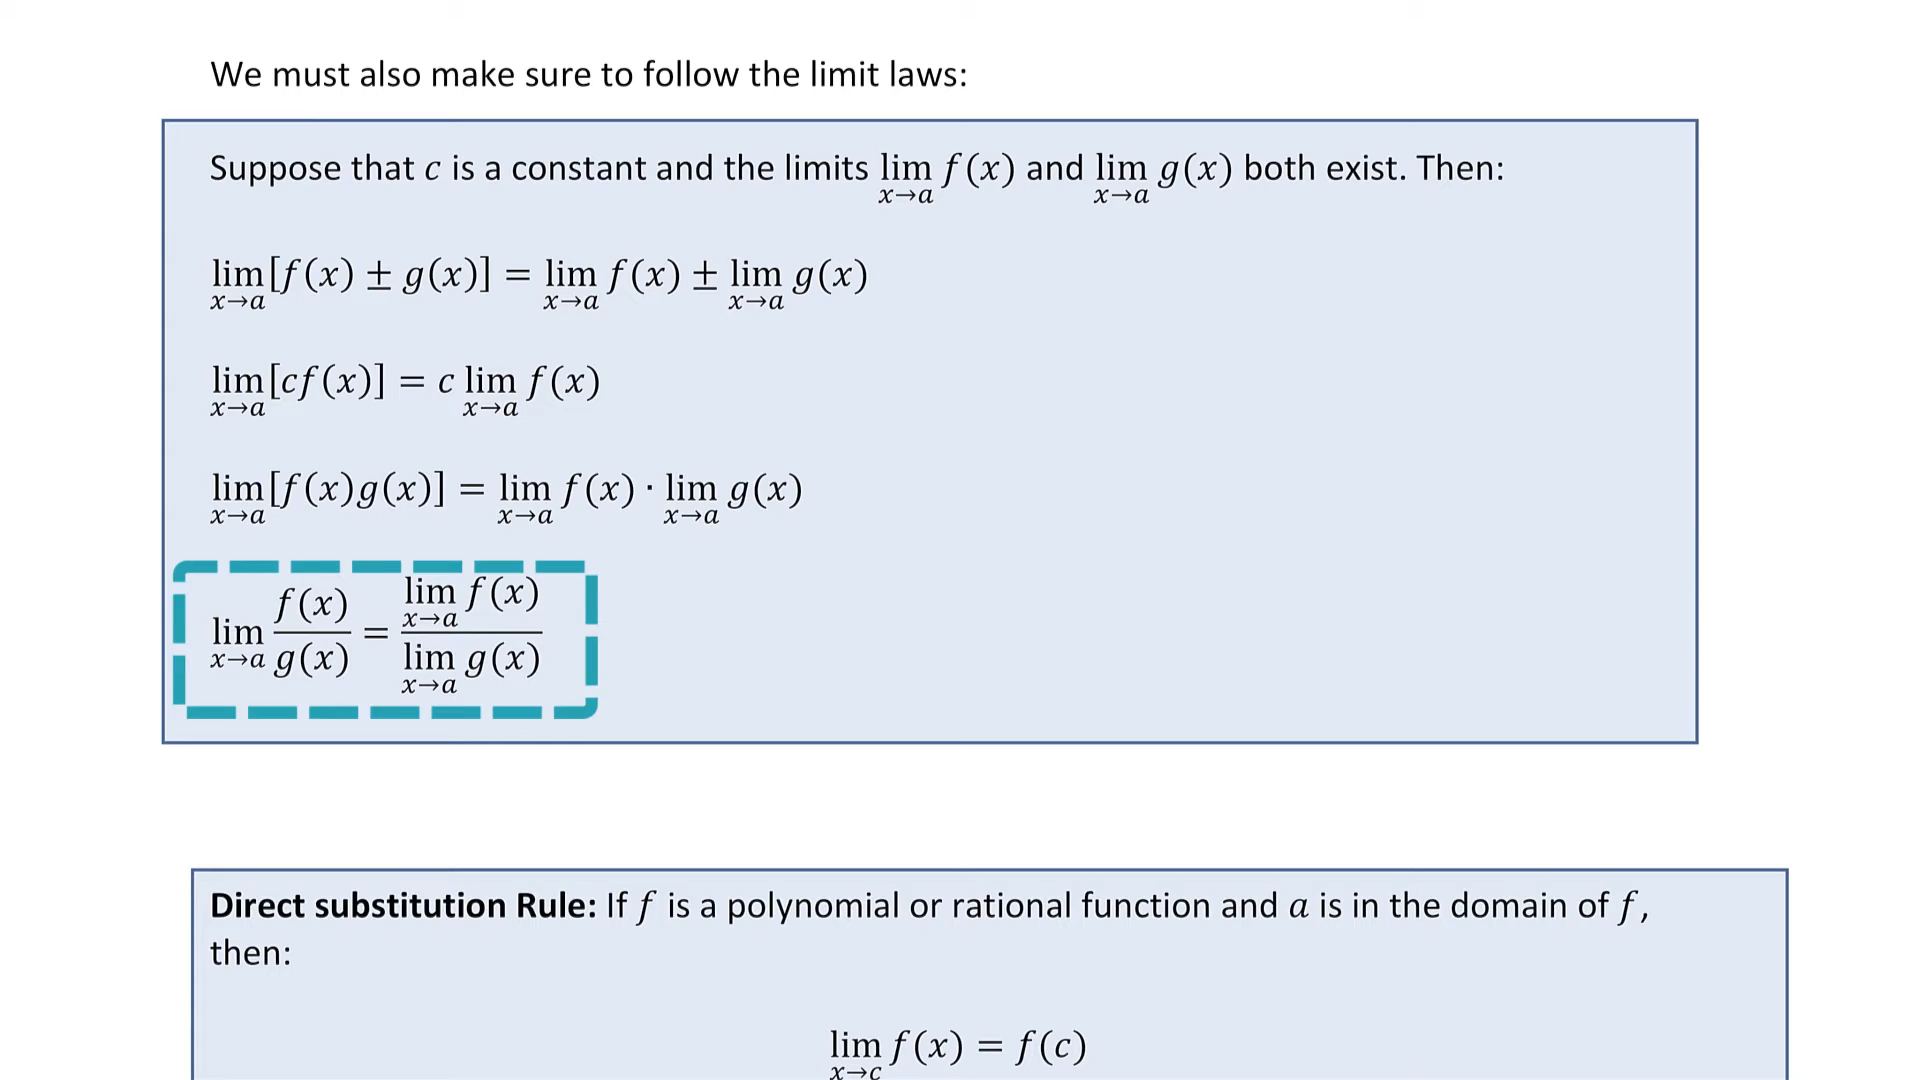 We must also make sure to follow the limit laws:
Suppose that c is a constant and the limits lim_{x→a} f(x) and lim_{x→a} g(x) both exist. Then:
lim_{x→a} [f(x) ± g(x)] = lim_{x→a} f(x) ± lim_{x→a} g(x)
lim_{x→a} [cf(x)] = c lim_{x→a} f(x)
lim_{x→a} [f(x)g(x)] = lim_{x→a} f(x) · lim_{x→a} g(x)
lim_{x→a} f(x)/g(x) = lim_{x→a} f(x) / lim_{x→a} g(x)
Direct substitution Rule: If f is a polynomial or rational function and a is in the domain of f,
then:
lim_{x→c} f(x) = f(c)